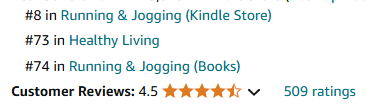 #8 in Running & Jogging (Kindle Store)
#73 in Healthy Living
#74 in Running & Jogging (Books)
Customer Reviews: 4.5 509 ratings